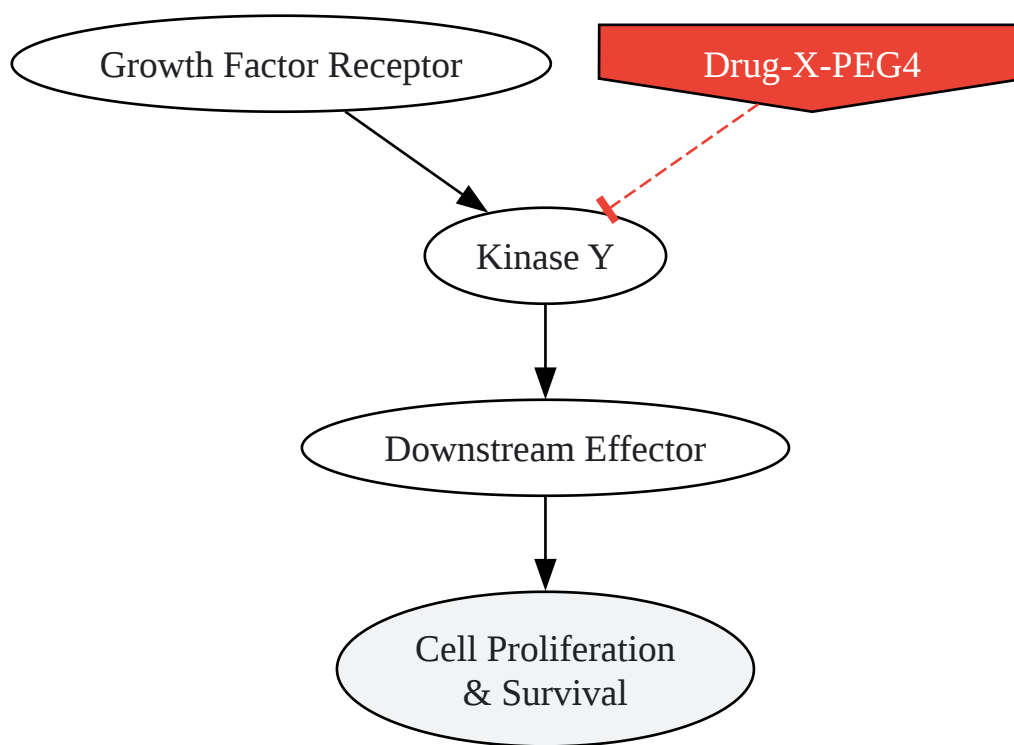 Growth Factor Receptor
Drug-X-PEG4
Kinase Y
Downstream Effector
Cell Proliferation
& Survival